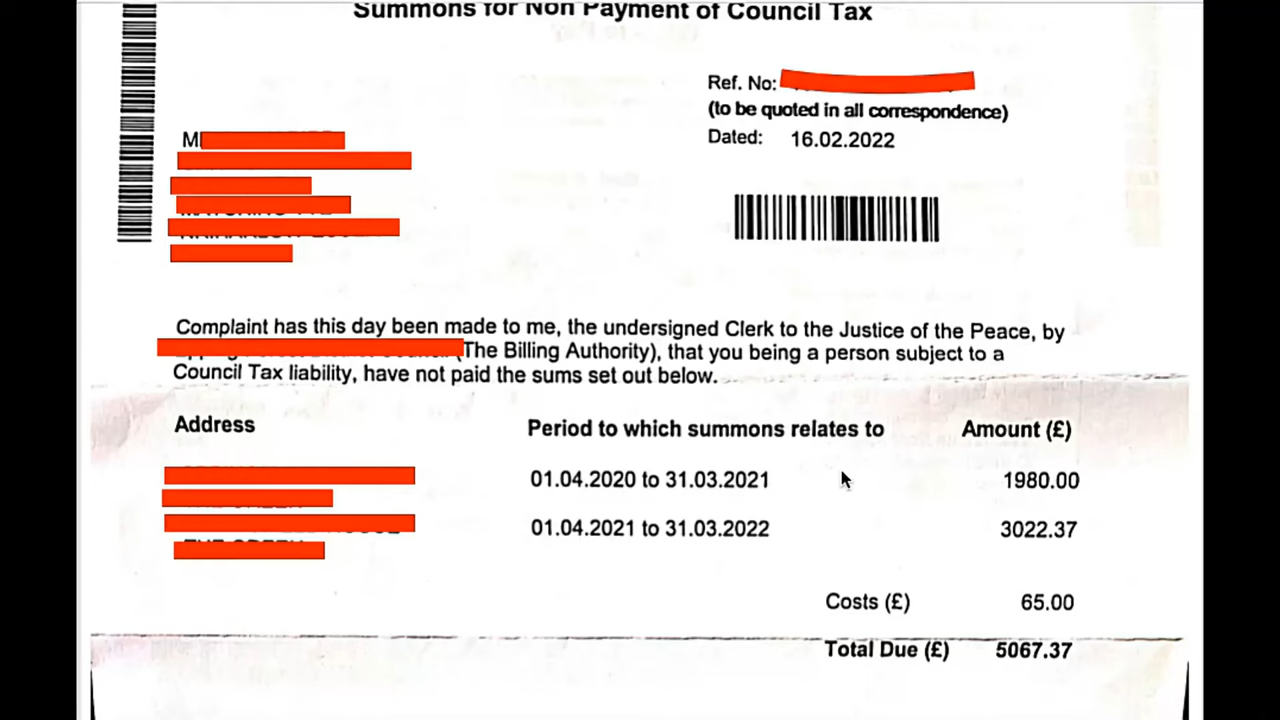 Summons for Non Payment of Council Tax
Ref. No:
(to be quoted in all correspondence)
Dated: 16.02.2022
Complaint has this day been made to me, the undersigned Clerk to the Justice of the Peace, by
(The Billing Authority), that you being a person subject to a
Council Tax liability, have not paid the sums set out below.
Address Period to which summons relates to Amount (£)
01.04.2020 to 31.03.2021 1980.00
01.04.2021 to 31.03.2022 3022.37
Costs (£) 65.00
Total Due (£) 5067.37